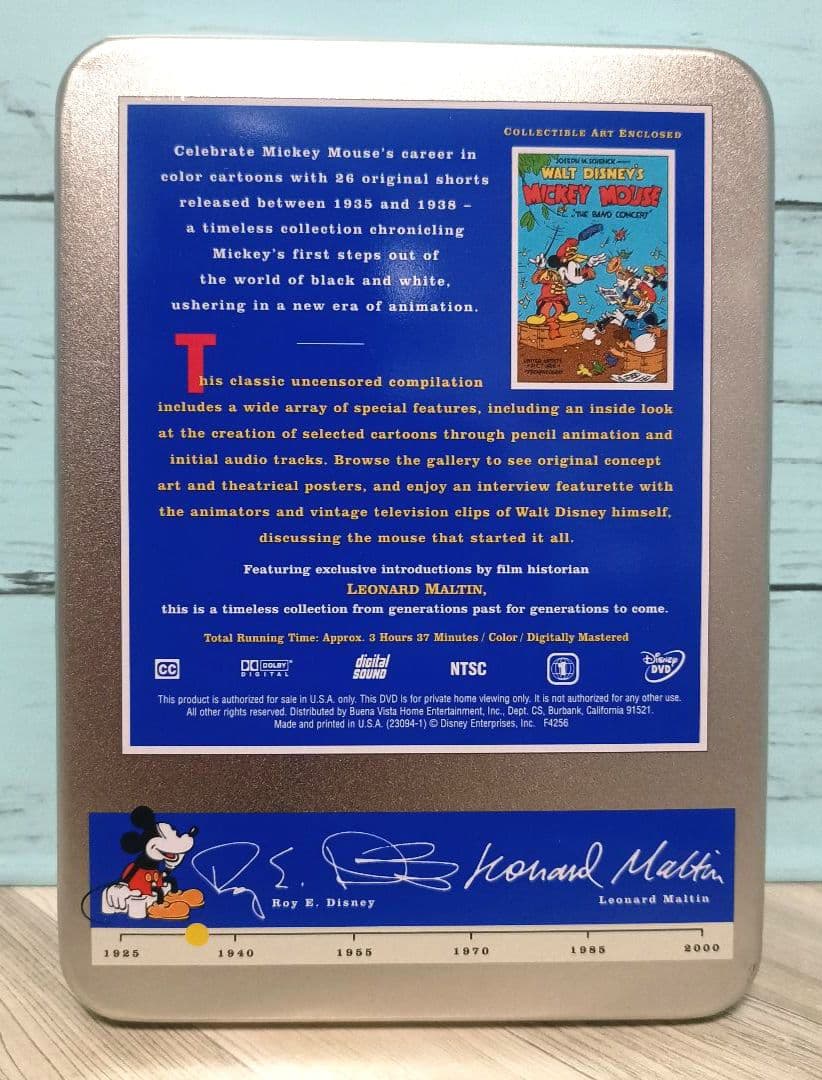 COLLECTIBLE ART ENCLOSED
Celebrate Mickey Mouse's career in
color cartoons with 26 original shorts
released between 1935 and 1938 –
a timeless collection chronicling
Mickey's first steps out of
the world of black and white,
ushering in a new era of animation.
JOSEPH M. SCHENCK
WALT DISNEY'S
MICKEY MOUSE
"THE BAND CONCERT"
UNITED ARTISTS
PICTURE
TECHNICOLOR
This classic uncensored compilation
includes a wide array of special features, including an inside look
at the creation of selected cartoons through pencil animation and
initial audio tracks. Browse the gallery to see original concept
art and theatrical posters, and enjoy an interview featurette with
the animators and vintage television clips of Walt Disney himself,
discussing the mouse that started it all.
Featuring exclusive introductions by film historian
LEONARD MALTIN,
this is a timeless collection from generations past for generations to come.
Total Running Time: Approx. 3 Hours 37 Minutes / Color / Digitally Mastered
CC DOLBY DIGITAL digital SOUND NTSC 1 Disney DVD
This product is authorized for sale in U.S.A. only. This DVD is for private home viewing only. It is not authorized for any other use.
All other rights reserved. Distributed by Buena Vista Home Entertainment, Inc., Dept. CS, Burbank, California 91521.
Made and printed in U.S.A. (23094-1) © Disney Enterprises, Inc. F4256
Roy E. Disney Leonard Maltin
Roy E. Disney Leonard Maltin
1925 1940 1955 1970 1985 2000